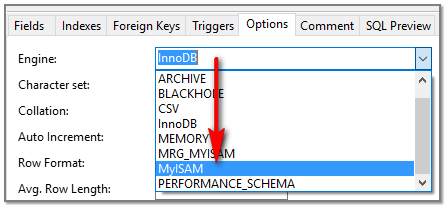 Fields Indexes Foreign Keys Triggers Options Comment SQL Preview
Engine: InnoDB
Character set: ARCHIVE
BLACKHOLE
Collation: CSV
InnoDB
Auto Increment: MEMORY
MRG_MYISAM
Row Format: MyISAM
Avg. Row Length: PERFORMANCE_SCHEMA